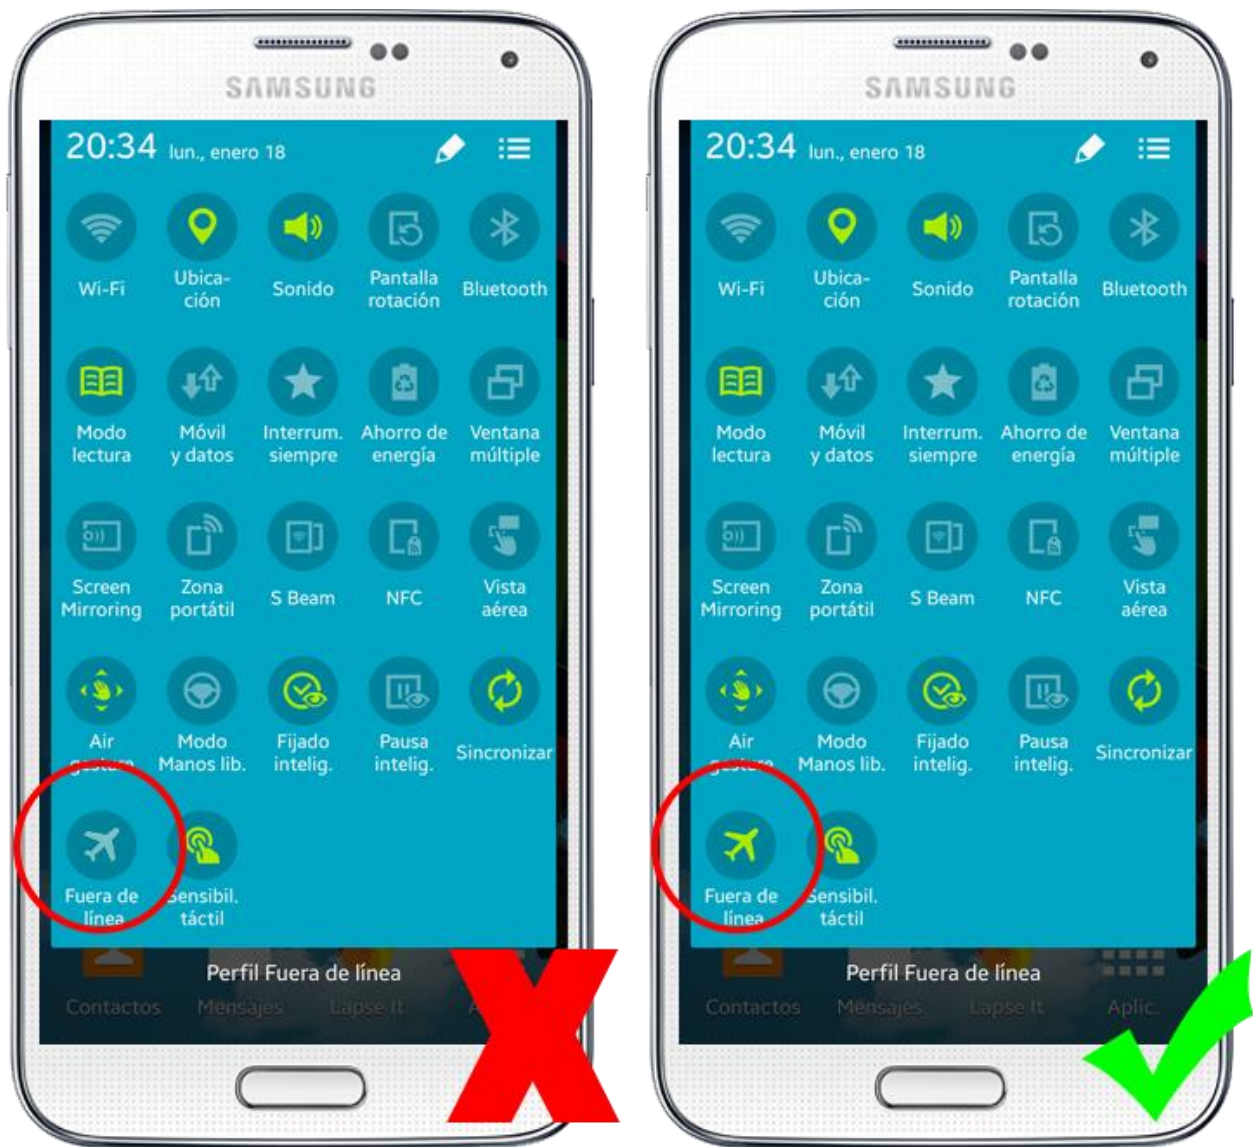 SAMSUNG
20:34 lun., enero 18
Wi-Fi
Ubica-
ción
Sonido
Pantalla
rotación
Bluetooth
Modo
lectura
Móvil
y datos
Interrum.
siempre
Ahorro de
energía
Ventana
múltiple
Screen
Mirroring
Zona
portátil
S Beam
NFC
Vista
aérea
Air
gesture
Modo
Manos lib.
Fijado
intelig.
Pausa
intelig.
Sincronizar
Fuera de
línea
Sensibil.
táctil
Perfil Fuera de línea
Contactos
Mensajes
Lapse It
SAMSUNG
20:34 lun., enero 18
Wi-Fi
Ubica-
ción
Sonido
Pantalla
rotación
Bluetooth
Modo
lectura
Móvil
y datos
Interrum.
siempre
Ahorro de
energía
Ventana
múltiple
Screen
Mirroring
Zona
portátil
S Beam
NFC
Vista
aérea
Air
gesture
Modo
Manos lib.
Fijado
intelig.
Pausa
intelig.
Sincronizar
Fuera de
línea
Sensibil.
táctil
Perfil Fuera de línea
Contactos
Mensajes
Lapse It
Aplic.